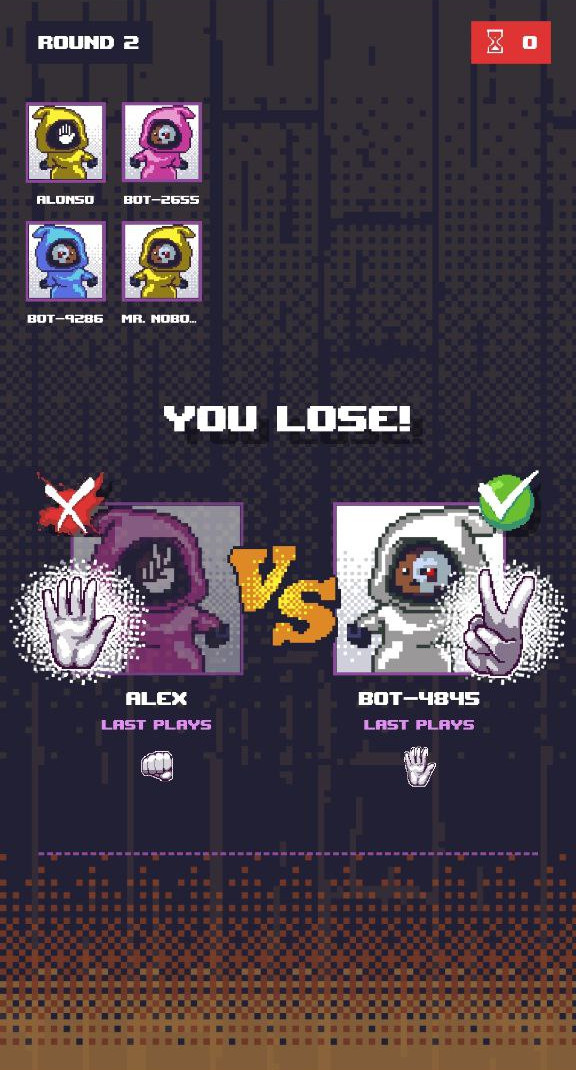 ROUND 2
0
ALONSO
BOT-2655
BOT-9286
MR. NOBO...
YOU LOSE!
VS
ALEX
BOT-4845
LAST PLAYS
LAST PLAYS